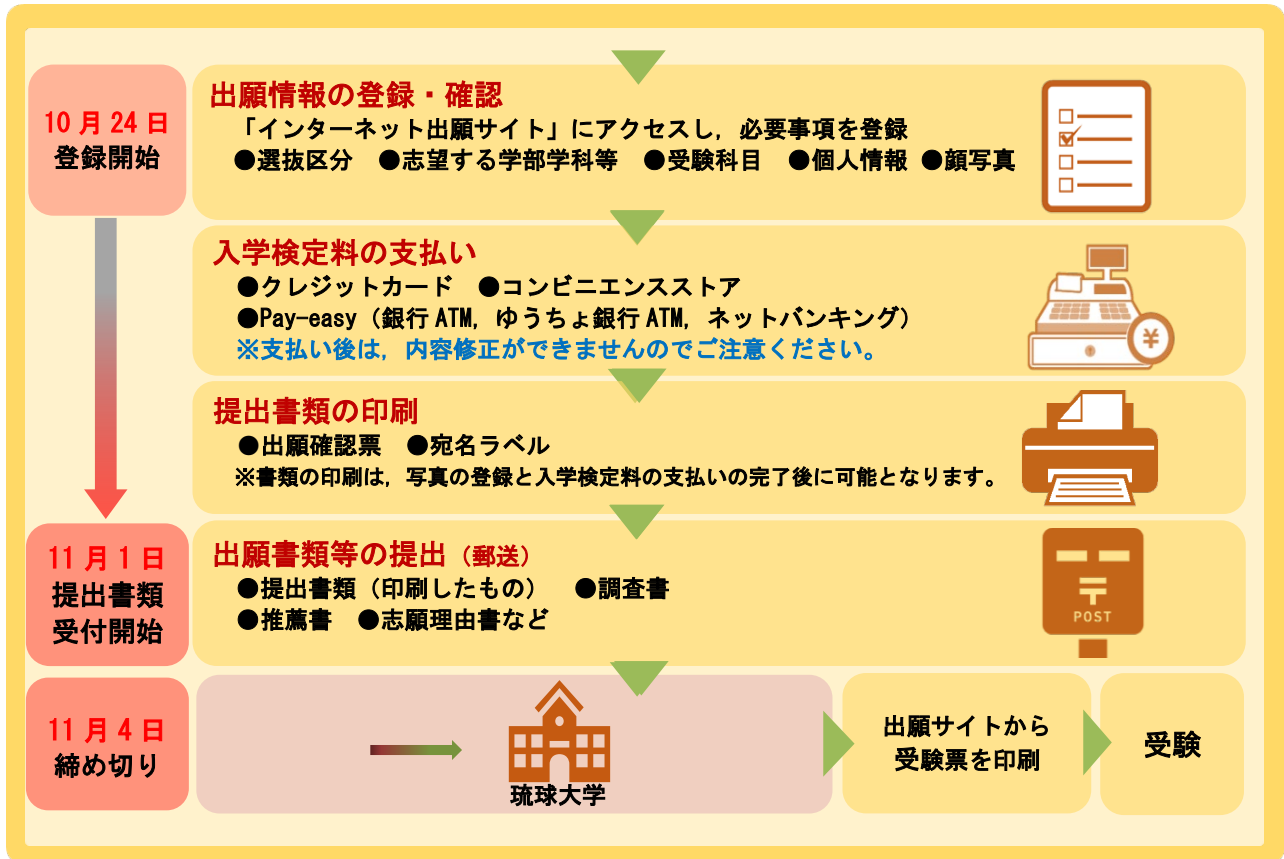 10月24日
登録開始
出願情報の登録・確認
「インターネット出願サイト」にアクセスし，必要事項を登録
●選抜区分　●志望する学部学科等　●受験科目　●個人情報　●顔写真
入学検定料の支払い
●クレジットカード　●コンビニエンスストア
●Pay-easy（銀行ATM，ゆうちょ銀行ATM，ネットバンキング）
※支払い後は，内容修正ができませんのでご注意ください。
¥
提出書類の印刷
●出願確認票　●宛名ラベル
※書類の印刷は，写真の登録と入学検定料の支払いの完了後に可能となります。
11月1日
提出書類
受付開始
出願書類等の提出（郵送）
●提出書類（印刷したもの）　●調査書
●推薦書　●志願理由書など
〒
POST
11月4日
締め切り
琉球大学
出願サイトから
受験票を印刷
受験